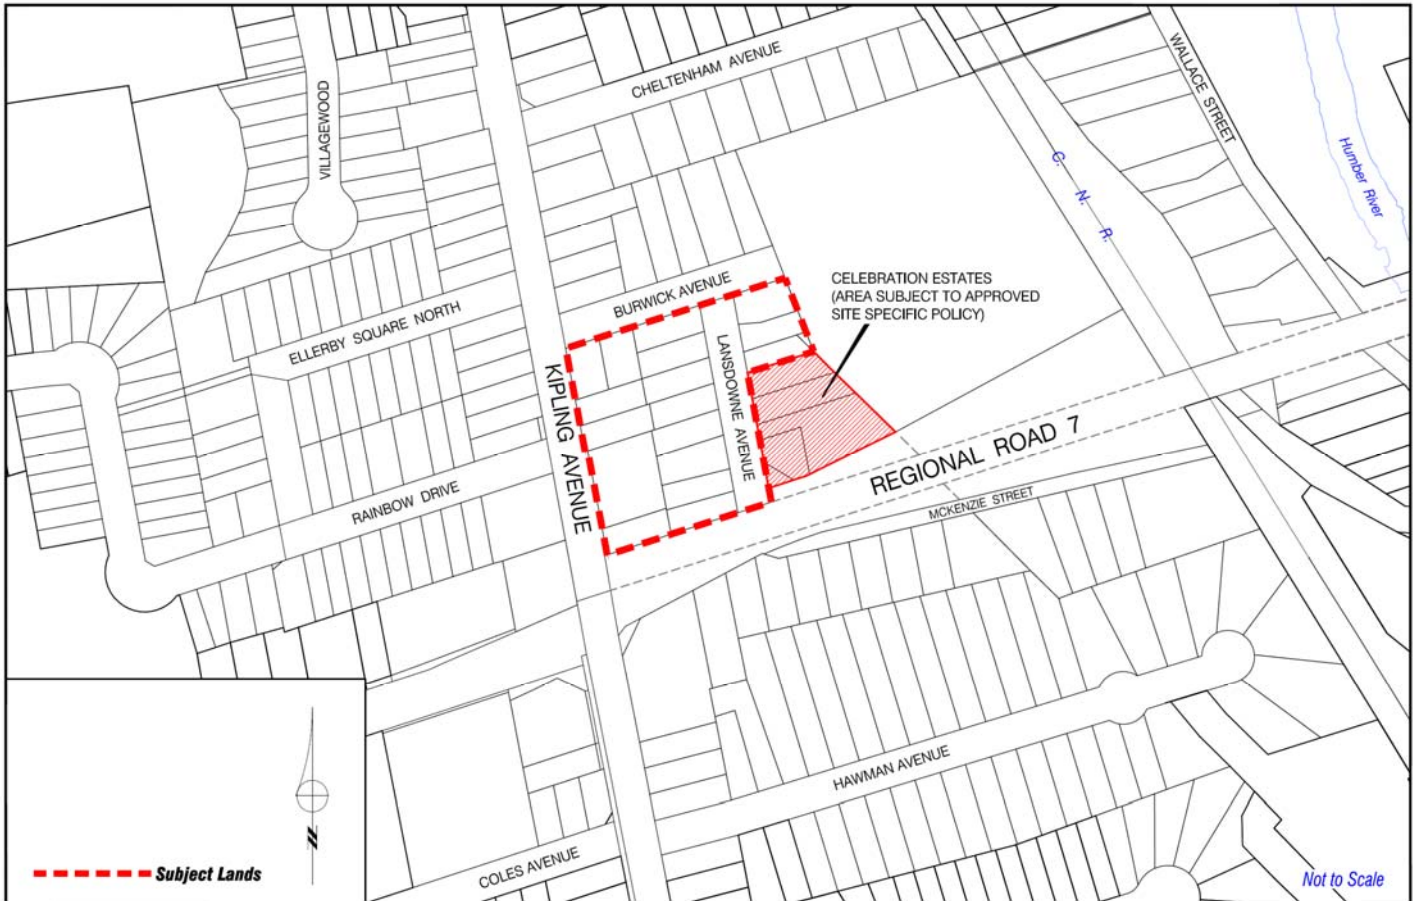 CHELTENHAM AVENUE
WALLACE STREET
VILLAGEWOOD
Humber River
C. N. R.
BURWICK AVENUE
CELEBRATION ESTATES
(AREA SUBJECT TO APPROVED
SITE SPECIFIC POLICY)
ELLERBY SQUARE NORTH
KIPLING AVENUE
LANSDOWNE AVENUE
REGIONAL ROAD 7
RAINBOW DRIVE
MCKENZIE STREET
HAWMAN AVENUE
COLES AVENUE
N
Subject Lands
Not to Scale